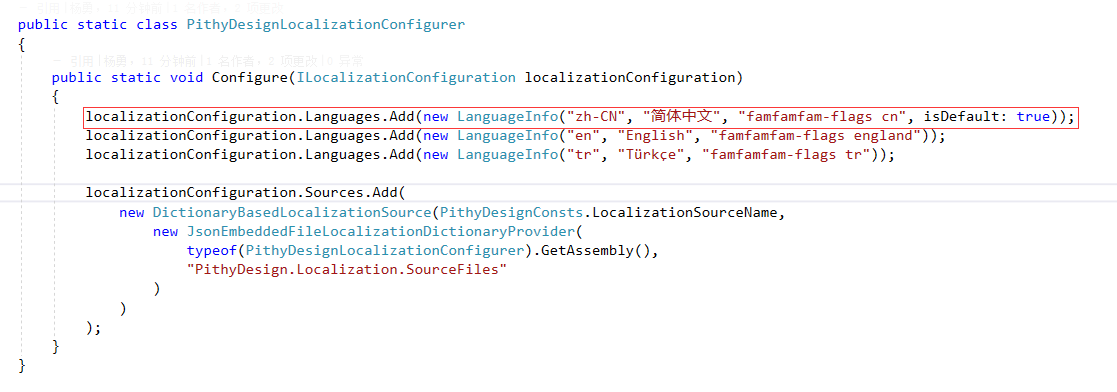 public static class PithyDesignLocalizationConfigurer
{
public static void Configure(ILocalizationConfiguration localizationConfiguration)
{
localizationConfiguration.Languages.Add(new LanguageInfo("zh-CN", "简体中文", "famfamfam-flags cn", isDefault: true));
localizationConfiguration.Languages.Add(new LanguageInfo("en", "English", "famfamfam-flags england"));
localizationConfiguration.Languages.Add(new LanguageInfo("tr", "Türkçe", "famfamfam-flags tr"));
localizationConfiguration.Sources.Add(
new DictionaryBasedLocalizationSource(PithyDesignConsts.LocalizationSourceName,
new JsonEmbeddedFileLocalizationDictionaryProvider(
typeof(PithyDesignLocalizationConfigurer).GetAssembly(),
"PithyDesign.Localization.SourceFiles"
)
)
);
}
}